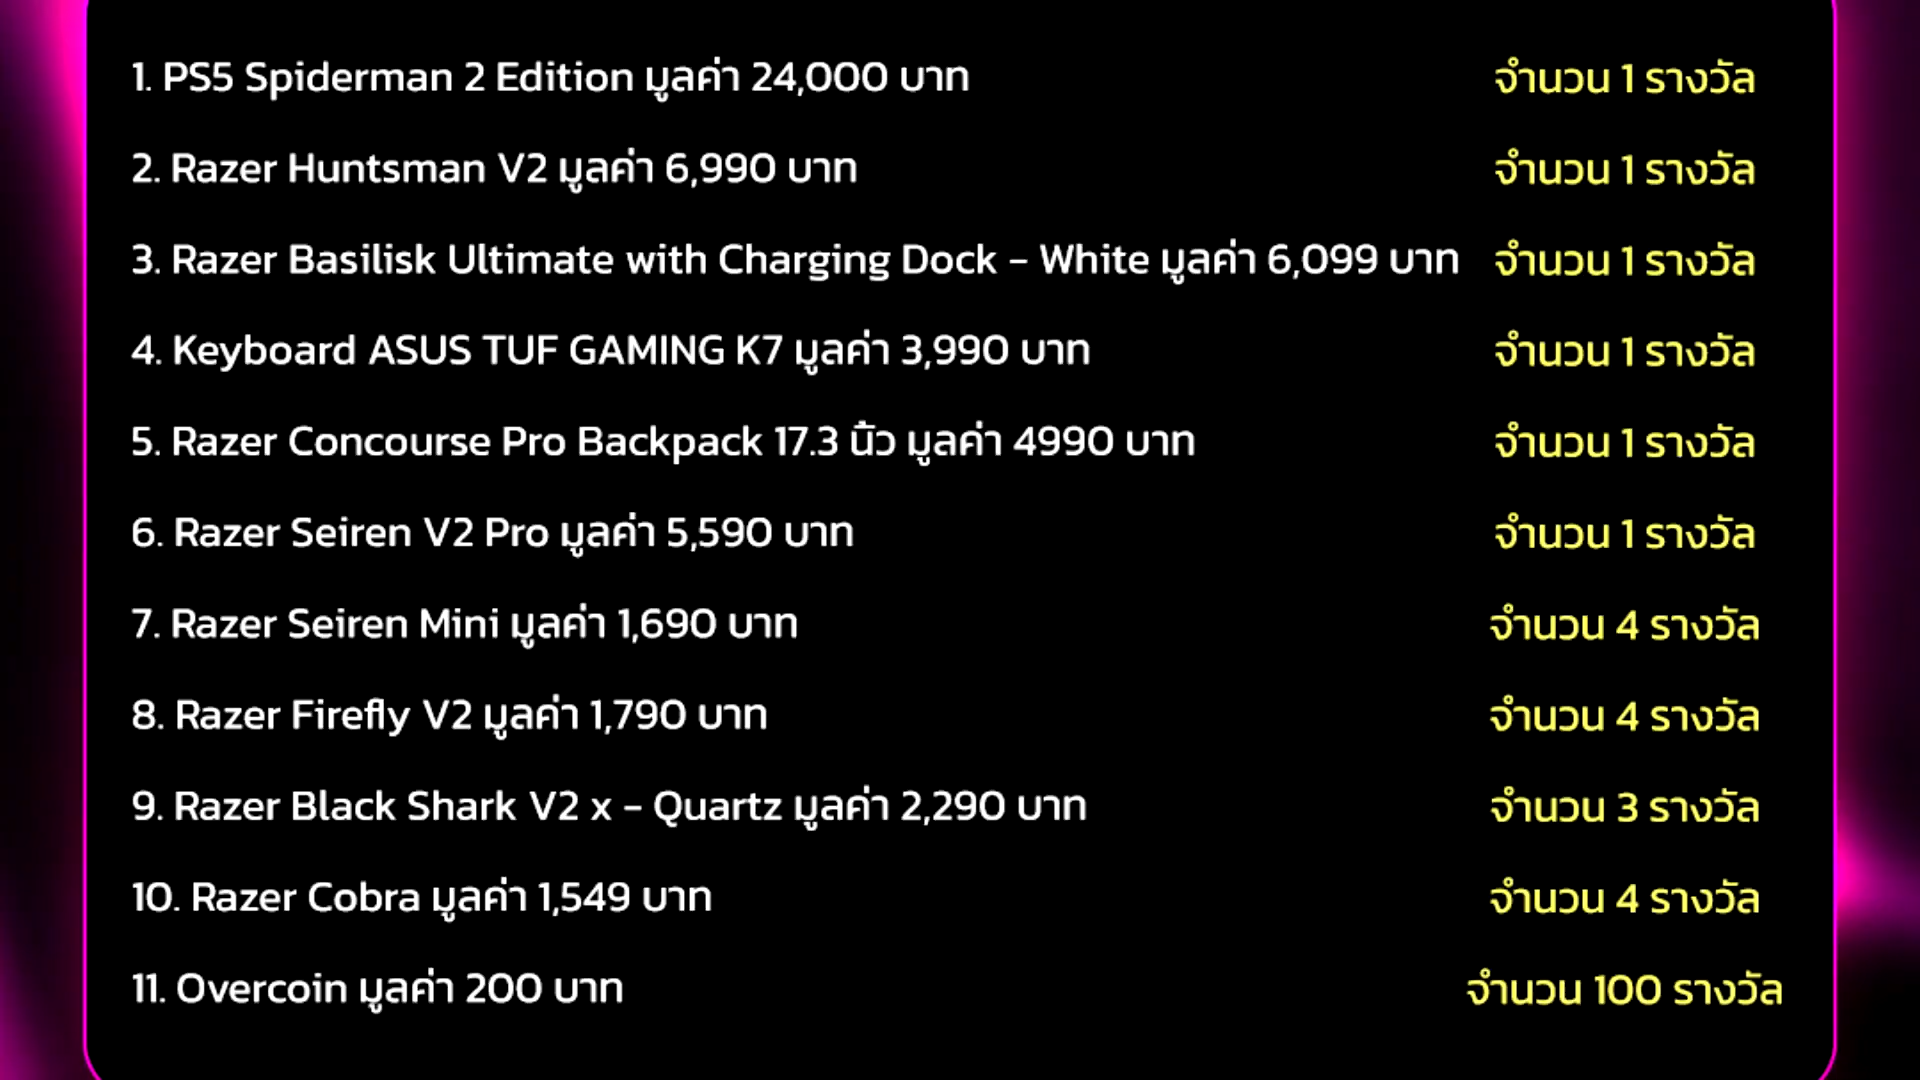 1. PS5 Spiderman 2 Edition มูลค่า 24,000 บาท จำนวน 1 รางวัล
2. Razer Huntsman V2 มูลค่า 6,990 บาท จำนวน 1 รางวัล
3. Razer Basilisk Ultimate with Charging Dock – White มูลค่า 6,099 บาท จำนวน 1 รางวัล
4. Keyboard ASUS TUF GAMING K7 มูลค่า 3,990 บาท จำนวน 1 รางวัล
5. Razer Concourse Pro Backpack 17.3 นิ้ว มูลค่า 4990 บาท จำนวน 1 รางวัล
6. Razer Seiren V2 Pro มูลค่า 5,590 บาท จำนวน 1 รางวัล
7. Razer Seiren Mini มูลค่า 1,690 บาท จำนวน 4 รางวัล
8. Razer Firefly V2 มูลค่า 1,790 บาท จำนวน 4 รางวัล
9. Razer Black Shark V2 x – Quartz มูลค่า 2,290 บาท จำนวน 3 รางวัล
10. Razer Cobra มูลค่า 1,549 บาท จำนวน 4 รางวัล
11. Overcoin มูลค่า 200 บาท จำนวน 100 รางวัล